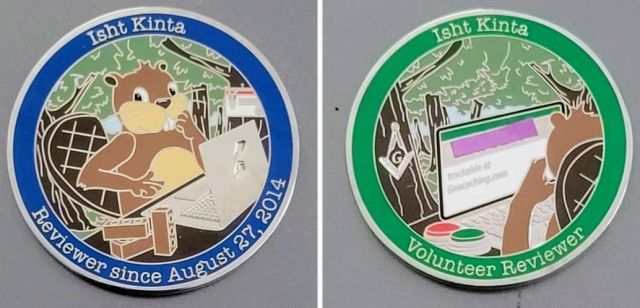 Isht Kinta
Reviewer since August 27, 2014
Isht Kinta
G
trackable at
Geocaching.com
Volunteer Reviewer